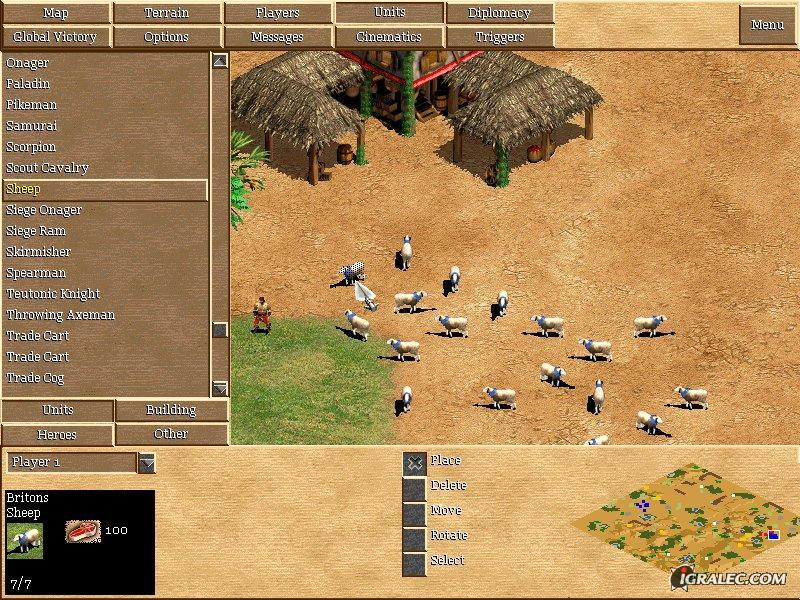 Map Terrain Players Units Diplomacy
Menu
Global Victory Options Messages Cinematics Triggers
Onager
Paladin
Pikeman
Samurai
Scorpion
Scout Cavalry
Sheep
Siege Onager
Siege Ram
Skirmisher
Spearman
Teutonic Knight
Throwing Axeman
Trade Cart
Trade Cart
Trade Cog
Units Building
Heroes Other
Player 1
Britons
Sheep
100
7/7
Place
Delete
Move
Rotate
Select
IGRALEC.COM